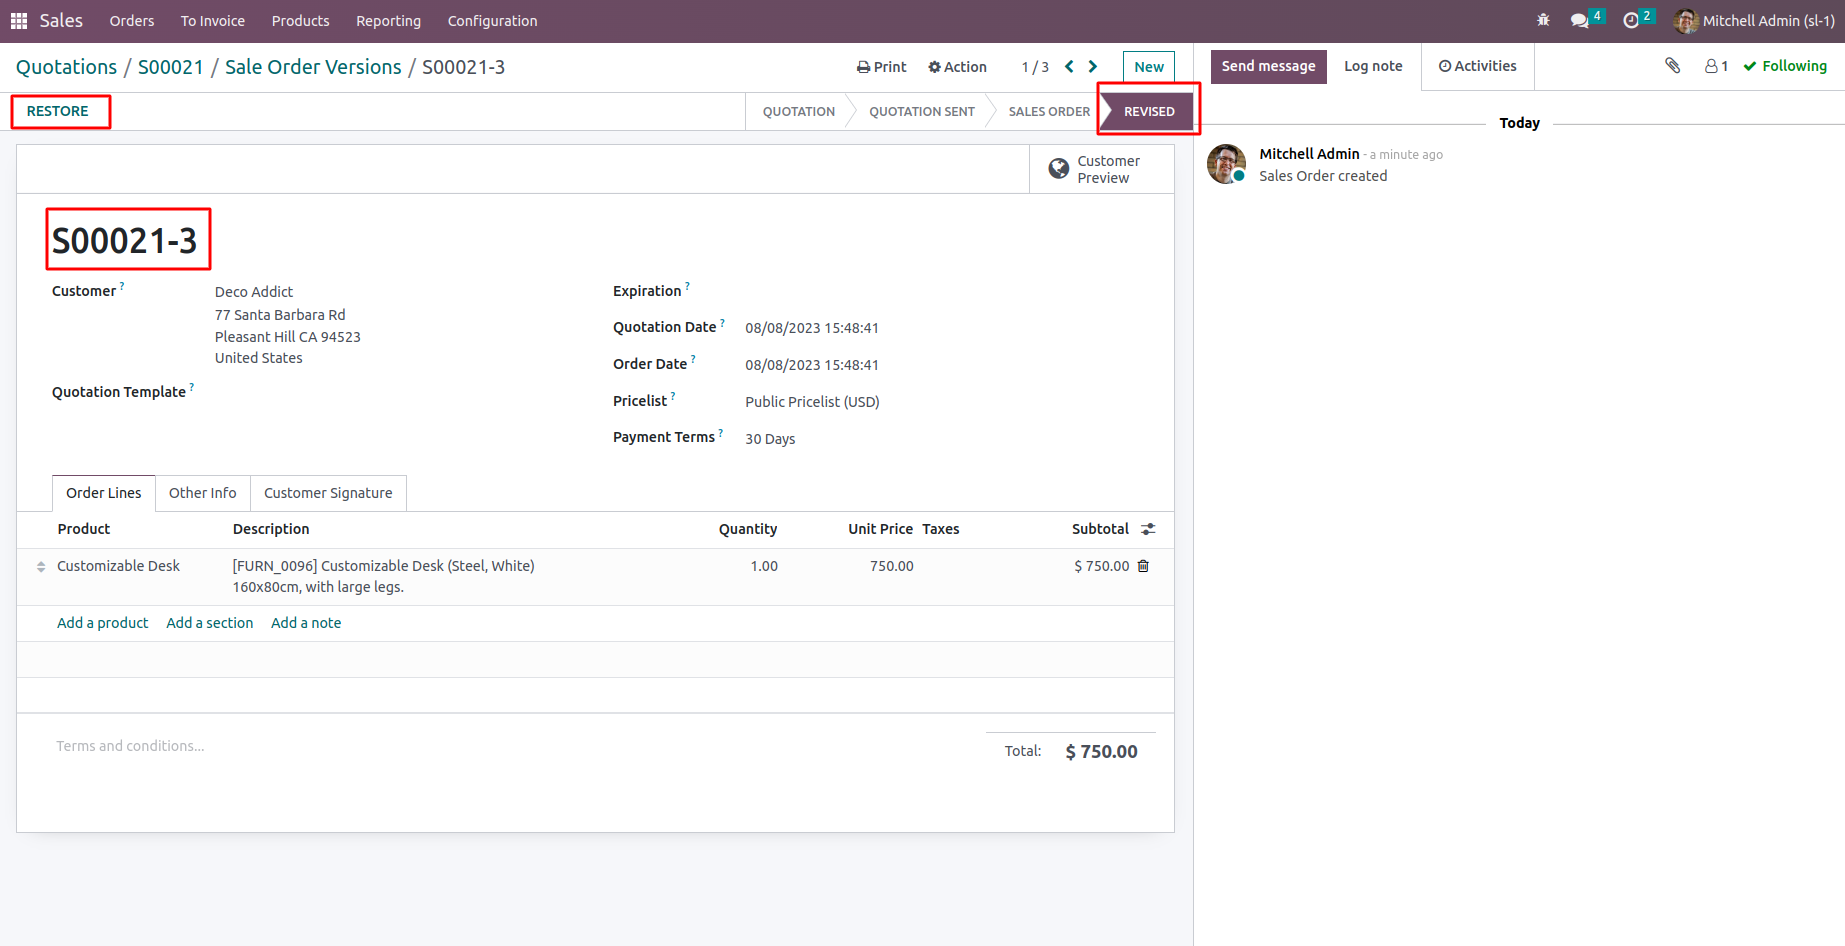 Sales Orders To Invoice Products Reporting Configuration 4 2 Mitchell Admin (sl-1)
Quotations / S00021 / Sale Order Versions / S00021-3 Print Action 1 / 3 New Send message Log note Activities 1 Following
RESTORE QUOTATION QUOTATION SENT SALES ORDER REVISED
Customer
Preview
S00021-3
Customer ?
Deco Addict
77 Santa Barbara Rd
Pleasant Hill CA 94523
United States
Quotation Template ?
Expiration ?
Quotation Date ? 08/08/2023 15:48:41
Order Date ? 08/08/2023 15:48:41
Pricelist ? Public Pricelist (USD)
Payment Terms ? 30 Days
Order Lines Other Info Customer Signature
Product Description Quantity Unit Price Taxes Subtotal
Customizable Desk [FURN_0096] Customizable Desk (Steel, White) 1.00 750.00 $ 750.00
160x80cm, with large legs.
Add a product Add a section Add a note
Terms and conditions...
Total: $ 750.00
Today
Mitchell Admin - a minute ago
Sales Order created